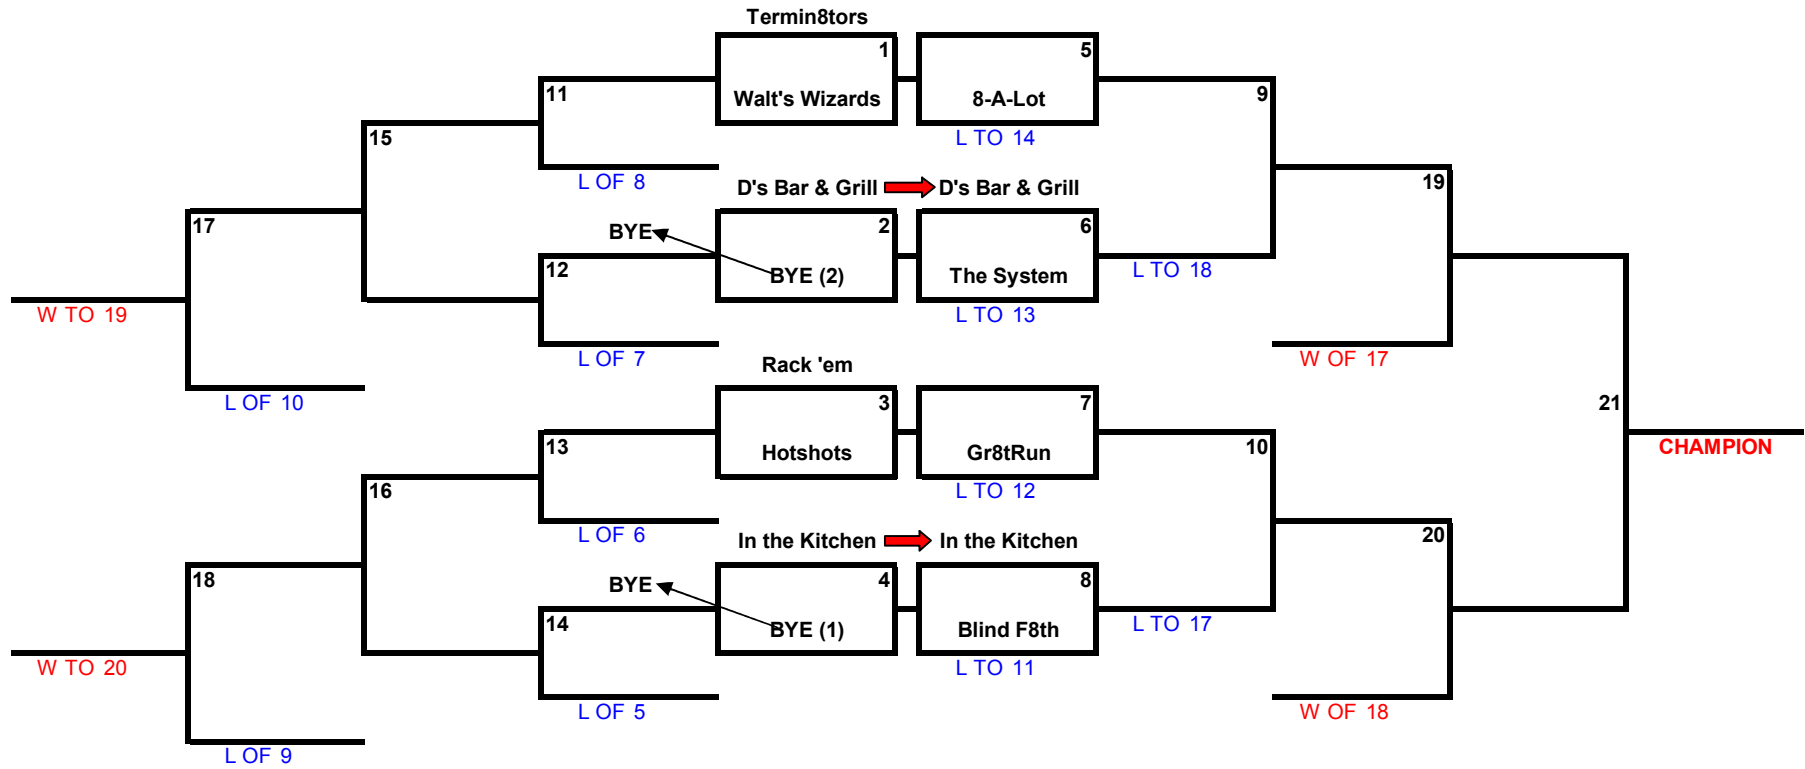 Termin8tors
1
5
11
Walt's Wizards
8-A-Lot
9
15
L TO 14
L OF 8
D's Bar & Grill
D's Bar & Grill
19
17
BYE
2
6
12
BYE (2)
The System
L TO 18
W TO 19
L TO 13
L OF 7
W OF 17
Rack 'em
L OF 10
3
7
21
13
Hotshots
Gr8tRun
10
CHAMPION
16
L TO 12
L OF 6
In the Kitchen
In the Kitchen
20
18
BYE
4
8
14
BYE (1)
Blind F8th
L TO 17
W TO 20
L TO 11
L OF 5
W OF 18
L OF 9